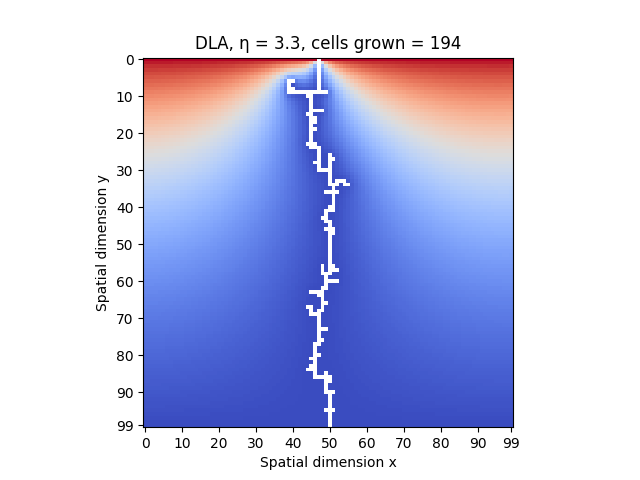 DLA, η = 3.3, cells grown = 194
0
10
20
30
40
50
60
70
80
90
99
Spatial dimension y
0 10 20 30 40 50 60 70 80 90 99
Spatial dimension x